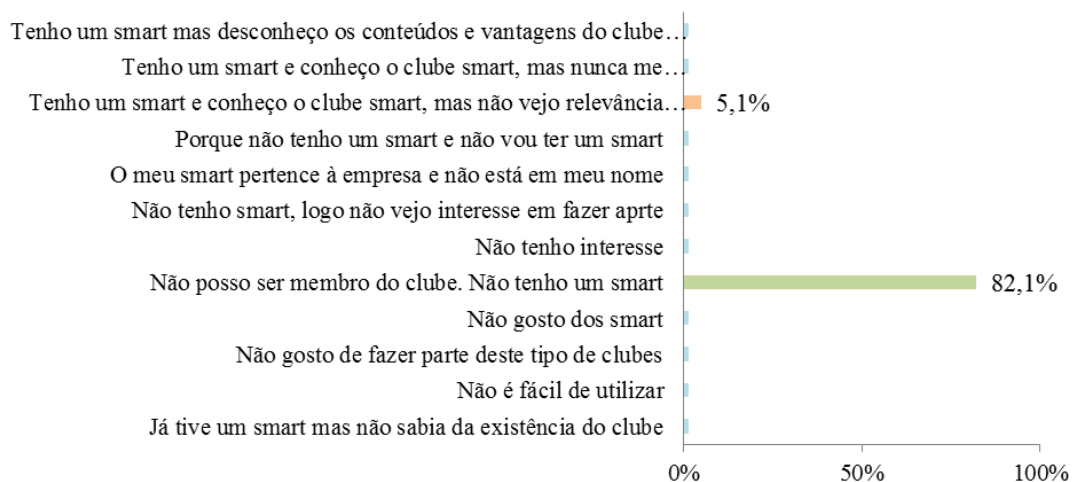 Tenho um smart mas desconheço os conteúdos e vantagens do clube…
Tenho um smart e conheço o clube smart, mas nunca me…
Tenho um smart e conheço o clube smart, mas não vejo relevância…
5,1%
Porque não tenho um smart e não vou ter um smart
O meu smart pertence à empresa e não está em meu nome
Não tenho smart, logo não vejo interesse em fazer aprte
Não tenho interesse
Não posso ser membro do clube. Não tenho um smart
82,1%
Não gosto dos smart
Não gosto de fazer parte deste tipo de clubes
Não é fácil de utilizar
Já tive um smart mas não sabia da existência do clube
0%
50%
100%